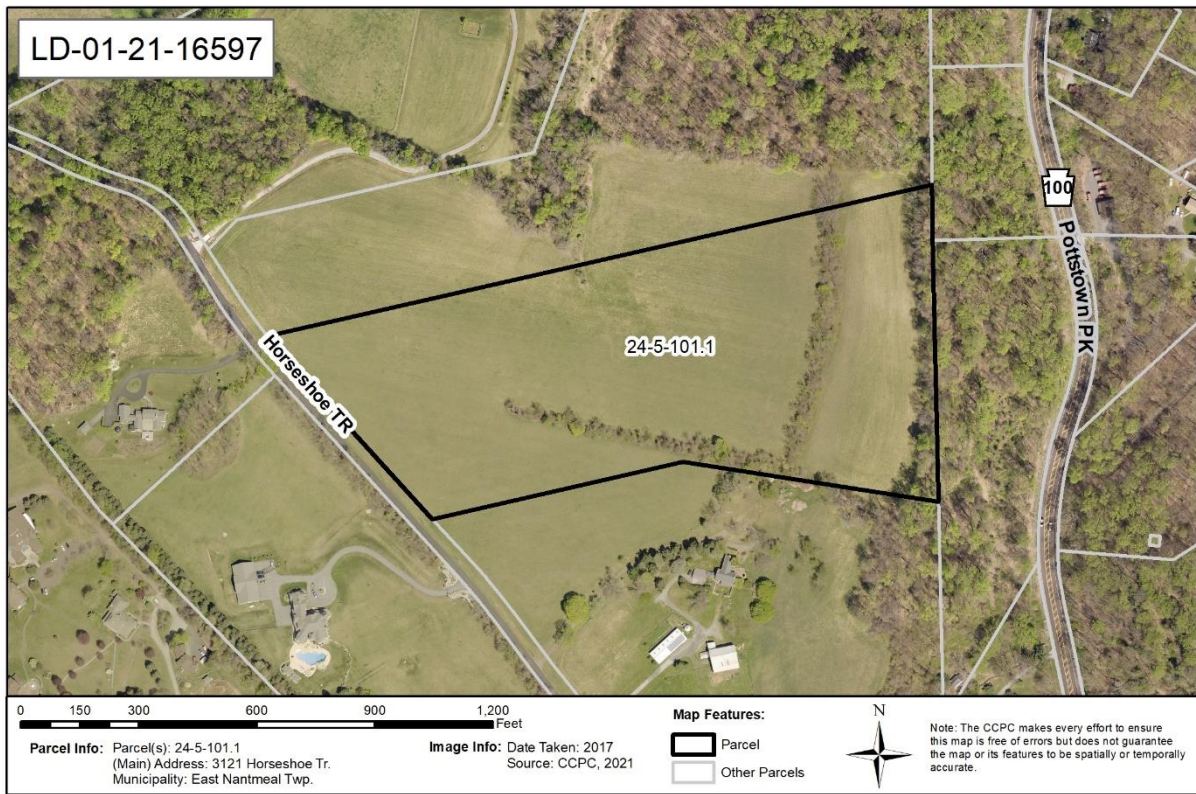 LD-01-21-16597
100
Pottstown PK
24-5-101.1
Horseshoe TR
0 150 300 600 900 1,200
Feet
Parcel Info: Parcel(s): 24-5-101.1
(Main) Address: 3121 Horseshoe Tr.
Municipality: East Nantmeal Twp.
Image Info: Date Taken: 2017
Source: CCPC, 2021
Map Features:
Parcel
Other Parcels
N
Note: The CCPC makes every effort to ensure
this map is free of errors but does not guarantee
the map or its features to be spatially or temporally
accurate.